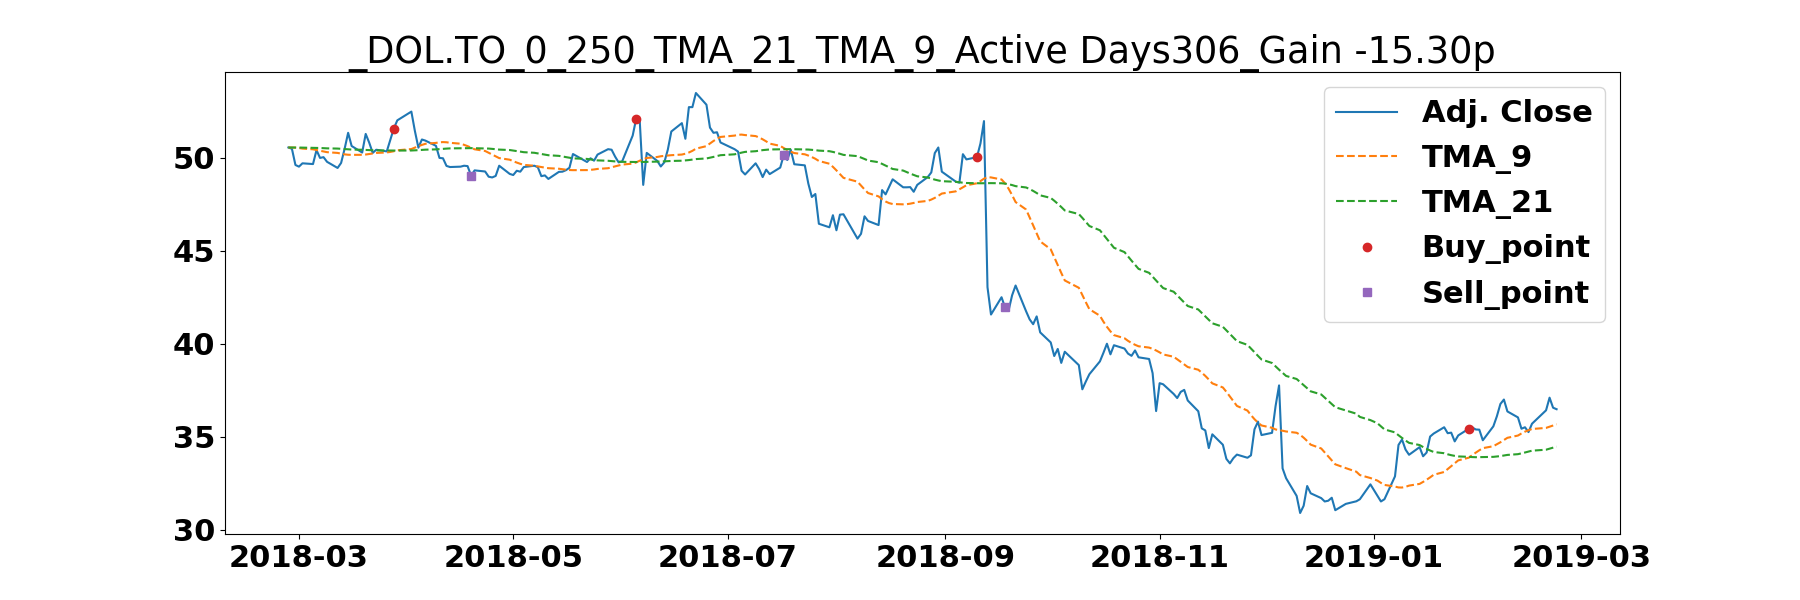 _DOL.TO_0_250_TMA_21_TMA_9_Active Days306_Gain -15.30p
Adj. Close
TMA_9
TMA_21
Buy_point
Sell_point
50
45
40
35
30
2018-03 2018-05 2018-07 2018-09 2018-11 2019-01 2019-03